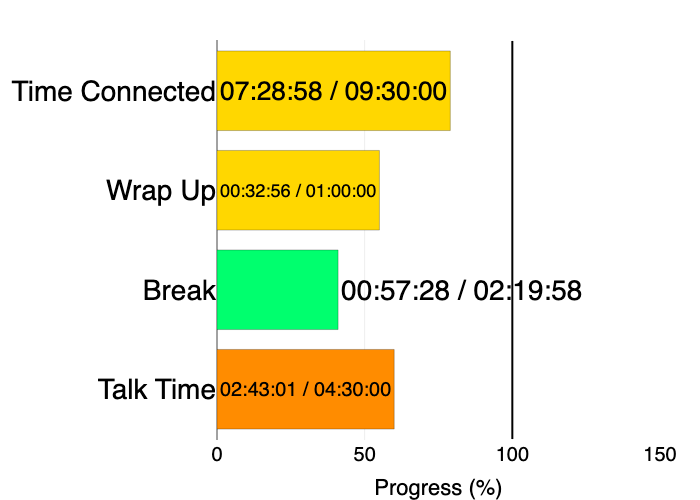 Time Connected 07:28:58 / 09:30:00
Wrap Up 00:32:56 / 01:00:00
Break 00:57:28 / 02:19:58
Talk Time 02:43:01 / 04:30:00
0 50 100 150
Progress (%)